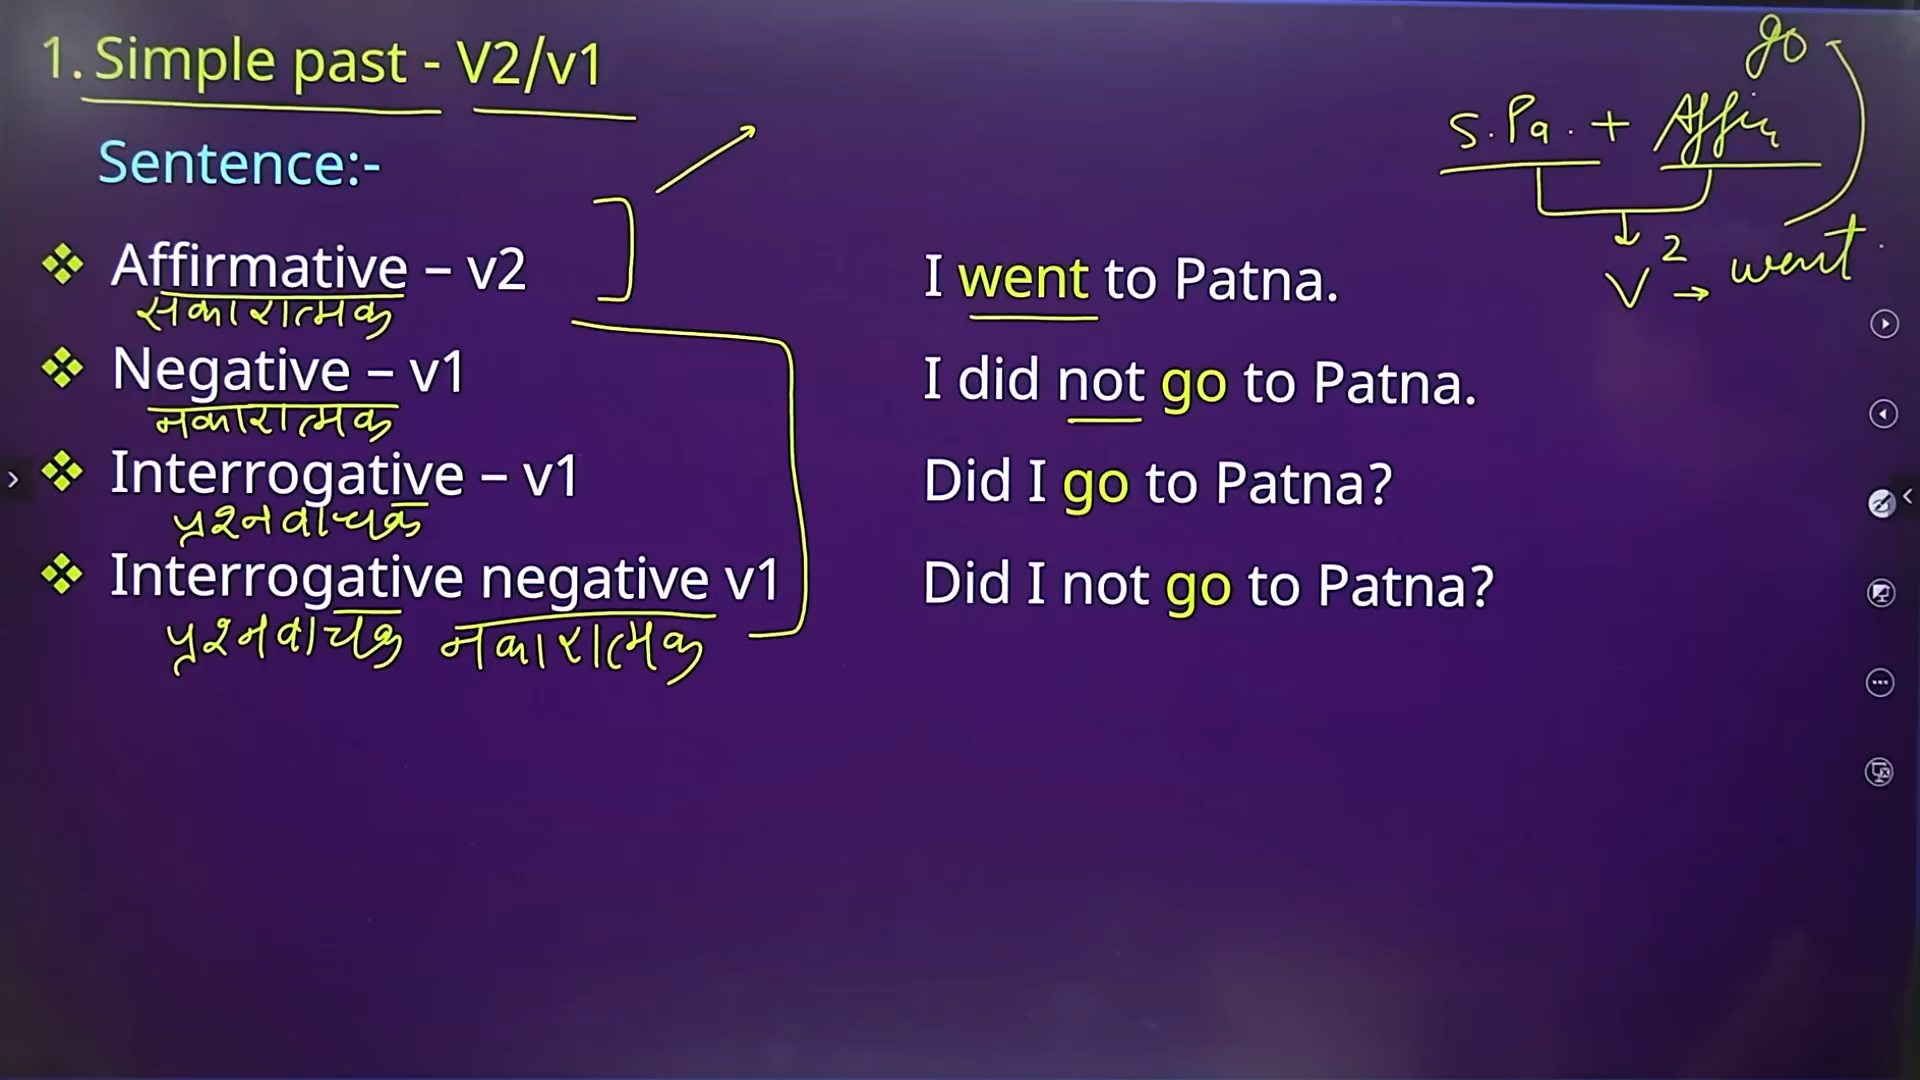 1. Simple past - V2/v1
go
S.Pa. + Affir
Sentence:-
Affirmative – v2
I went to Patna.
V2 → went
सकारात्मक
Negative – v1
I did not go to Patna.
नकारात्मक
Interrogative – v1
Did I go to Patna?
प्रश्नवाचक
Interrogative negative v1
Did I not go to Patna?
प्रश्नवाचक नकारात्मक